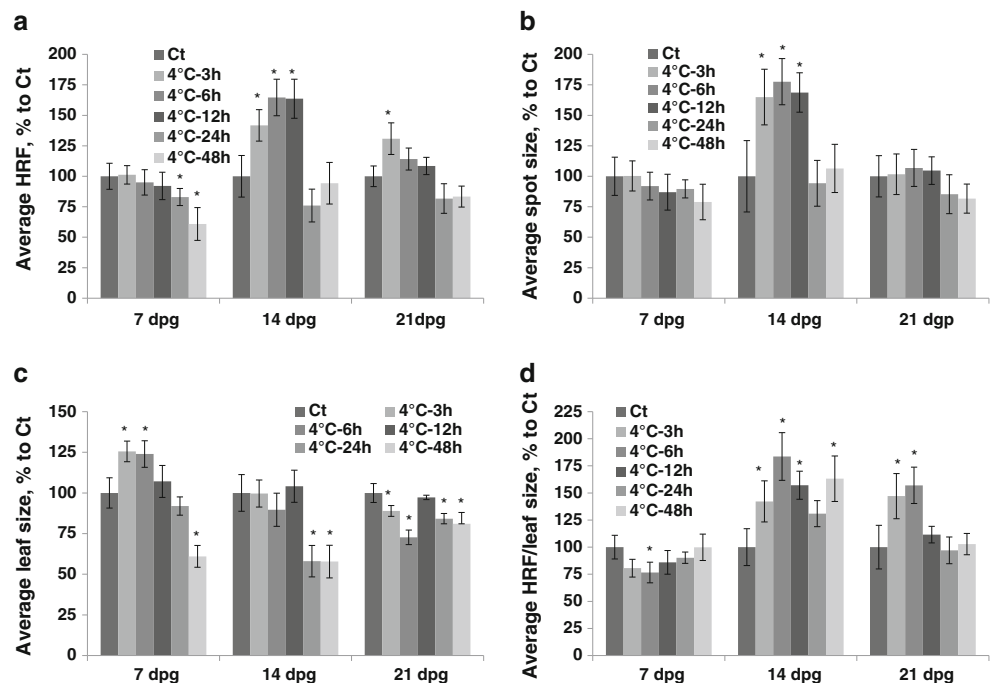 a
Average HRF, % to Ct
200
175
150
125
100
75
50
25
0
Ct
4°C-3h
4°C-6h
4°C-12h
4°C-24h
4°C-48h
* * * * * * *
7 dpg 14 dpg 21dpg
b
Average spot size, % to Ct
200
175
150
125
100
75
50
25
0
Ct
4°C-3h
4°C-6h
4°C-12h
4°C-24h
4°C-48h
* * *
7 dpg 14 dpg 21 dgp
c
Average leaf size, % to Ct
150
125
100
75
50
25
0
Ct 4°C-3h
4°C-6h 4°C-12h
4°C-24h 4°C-48h
* * * * * * * * *
7 dpg 14 dpg 21 dpg
d
Average HRF/leaf size, % to Ct
225
200
175
150
125
100
75
50
25
0
Ct
4°C-3h
4°C-6h
4°C-12h
4°C-24h
4°C-48h
* * * * * * *
7 dpg 14 dpg 21 dpg